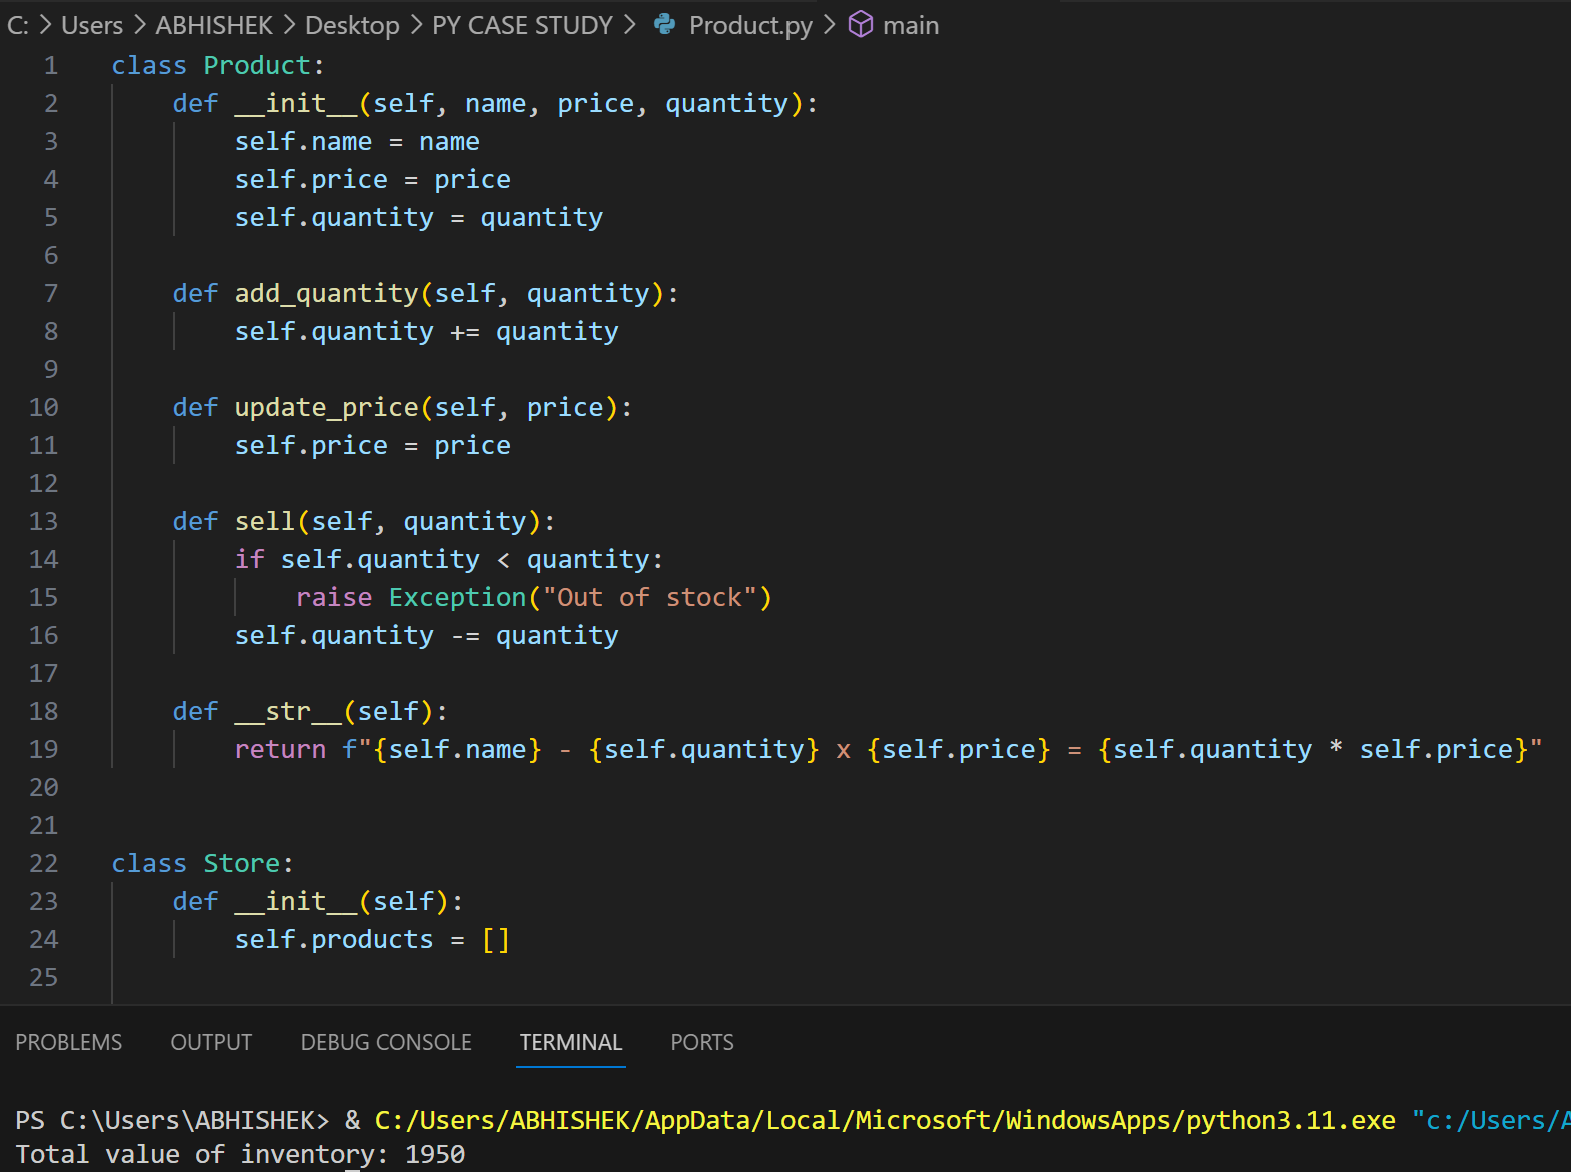 C: > Users > ABHISHEK > Desktop > PY CASE STUDY > Product.py > main
1 class Product:
2     def __init__(self, name, price, quantity):
3         self.name = name
4         self.price = price
5         self.quantity = quantity
6
7     def add_quantity(self, quantity):
8         self.quantity += quantity
9
10     def update_price(self, price):
11         self.price = price
12
13     def sell(self, quantity):
14         if self.quantity < quantity:
15             raise Exception("Out of stock")
16         self.quantity -= quantity
17
18     def __str__(self):
19         return f"{self.name} - {self.quantity} x {self.price} = {self.quantity * self.price}"
20
21
22 class Store:
23     def __init__(self):
24         self.products = []
25
PROBLEMS OUTPUT DEBUG CONSOLE TERMINAL PORTS
PS C:\Users\ABHISHEK> & C:/Users/ABHISHEK/AppData/Local/Microsoft/WindowsApps/python3.11.exe "c:/Users/A
Total value of inventory: 1950